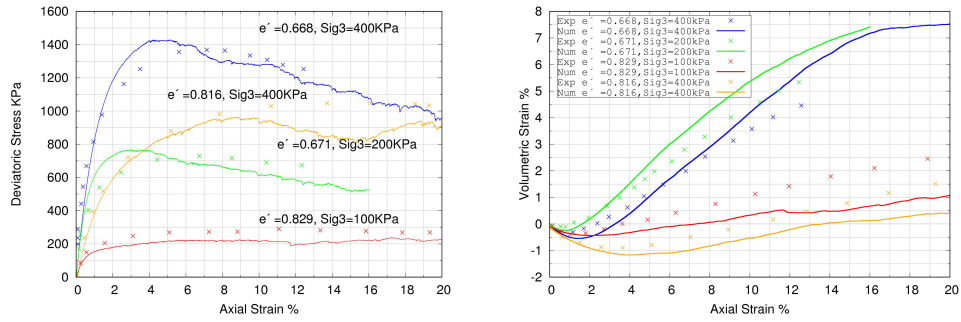 1600
1400
1200
1000
800
600
400
200
0
0 2 4 6 8 10 12 14 16 18 20
Deviatoric Stress KPa
Axial Strain %
e´ =0.668, Sig3=400KPa
e´ =0.816, Sig3=400KPa
e´ =0.671, Sig3=200KPa
e´ =0.829, Sig3=100KPa
8
7
6
5
4
3
2
1
0
-1
-2
0 2 4 6 8 10 12 14 16 18 20
Volumetric Strain %
Axial Strain %
Exp e´ =0.668,Sig3=400kPa
Num e´ =0.668,Sig3=400kPa
Exp e´ =0.671,Sig3=200kPa
Num e´ =0.671,Sig3=200kPa
Exp e´ =0.829,Sig3=100kPa
Num e´ =0.829,Sig3=100kPa
Exp e´ =0.816,Sig3=400kPa
Num e´ =0.816,Sig3=400kPa